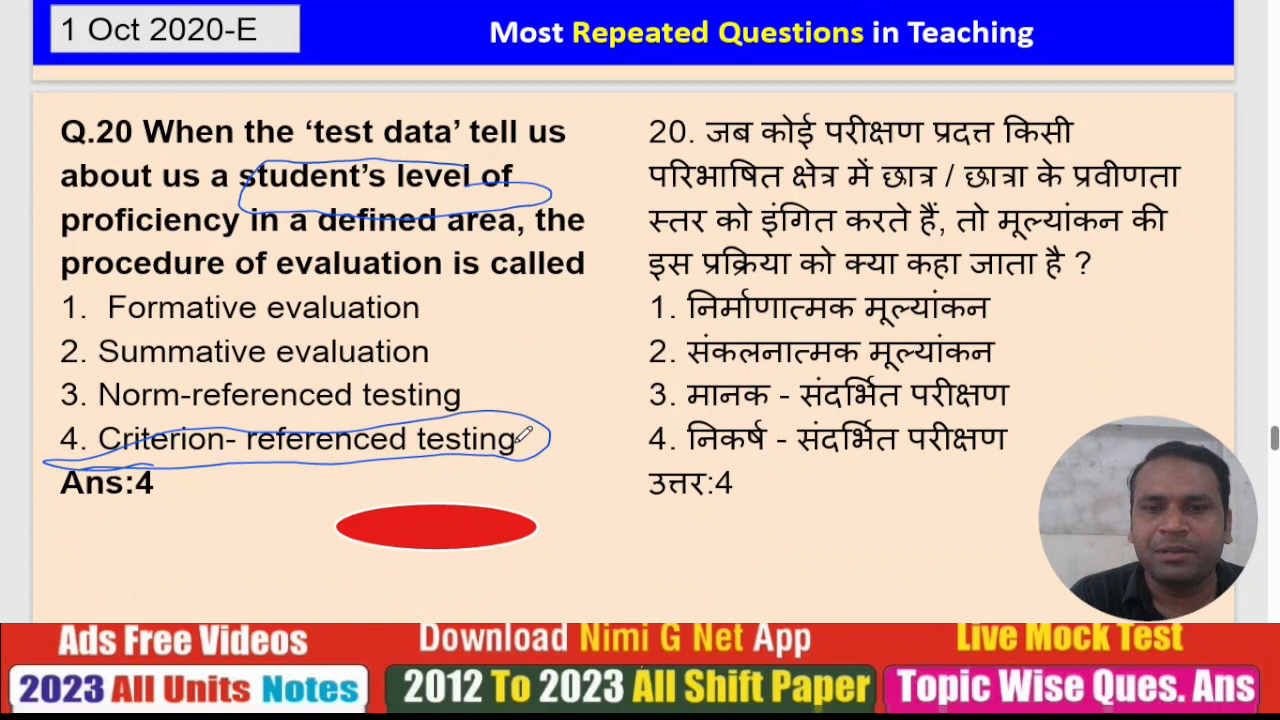 1 Oct 2020-E
Most Repeated Questions in Teaching
Q.20 When the ‘test data’ tell us
about us a student’s level of
proficiency in a defined area, the
procedure of evaluation is called
1. Formative evaluation
2. Summative evaluation
3. Norm-referenced testing
4. Criterion- referenced testing
Ans:4
20. जब कोई परीक्षण प्रदत्त किसी
परिभाषित क्षेत्र में छात्र / छात्रा के प्रवीणता
स्तर को इंगित करते हैं, तो मूल्यांकन की
इस प्रक्रिया को क्या कहा जाता है ?
1. निर्माणात्मक मूल्यांकन
2. संकलनात्मक मूल्यांकन
3. मानक - संदर्भित परीक्षण
4. निकर्ष - संदर्भित परीक्षण
उत्तर:4
Ads Free Videos
Download Nimi G Net App
Live Mock Test
2023 All Units Notes
2012 To 2023 All Shift Paper
Topic Wise Ques. Ans